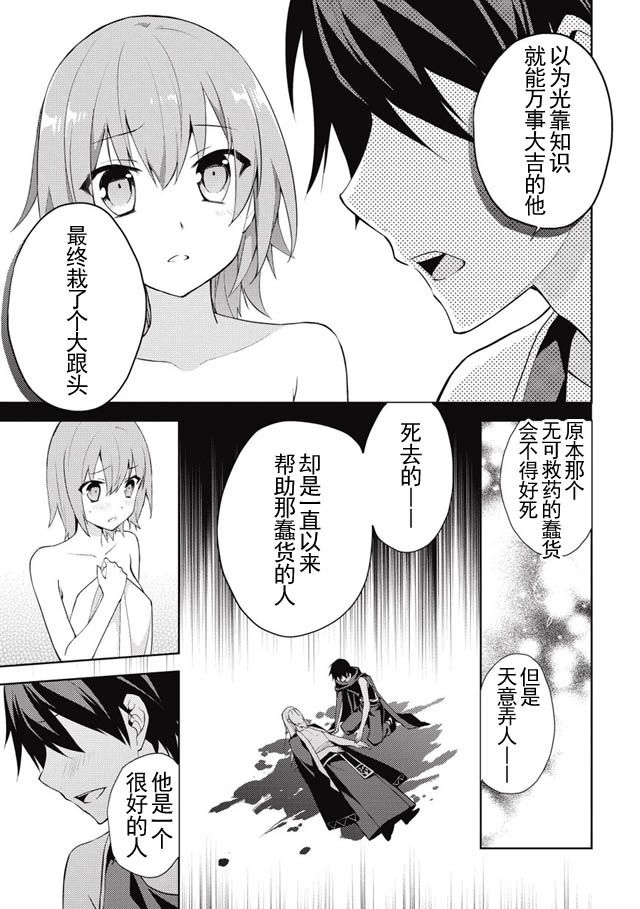 以为光靠知识
就能万事大吉的他
最终栽了个大跟头
原本那个
无可救药的蠢货
会不得好死
但是
天意弄人——
死去的——
却是一直以来
帮助那蠢货的人
他是一个
很好的人